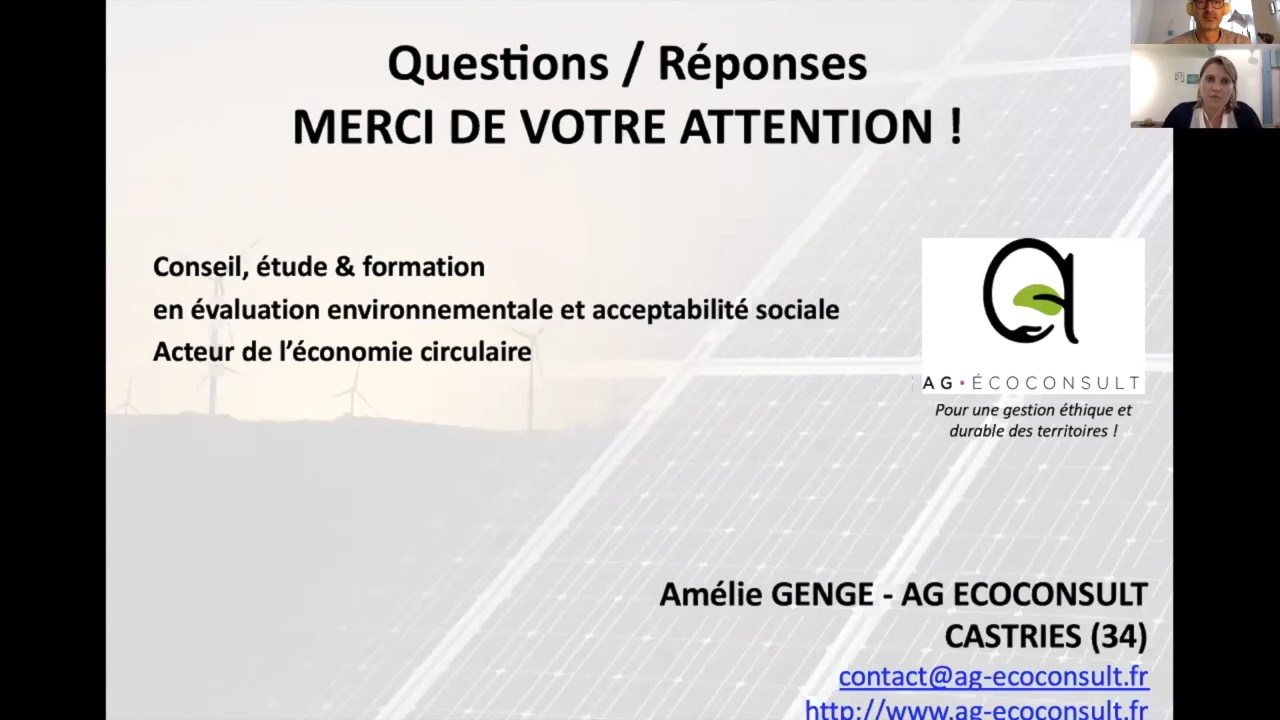 Questions / Réponses
MERCI DE VOTRE ATTENTION !
Conseil, étude & formation
en évaluation environnementale et acceptabilité sociale
Acteur de l’économie circulaire
AG • ÉCOCONSULT
Pour une gestion éthique et
durable des territoires !
Amélie GENGE - AG ECOCONSULT
CASTRIES (34)
contact@ag-ecoconsult.fr
http://www.ag-ecoconsult.fr